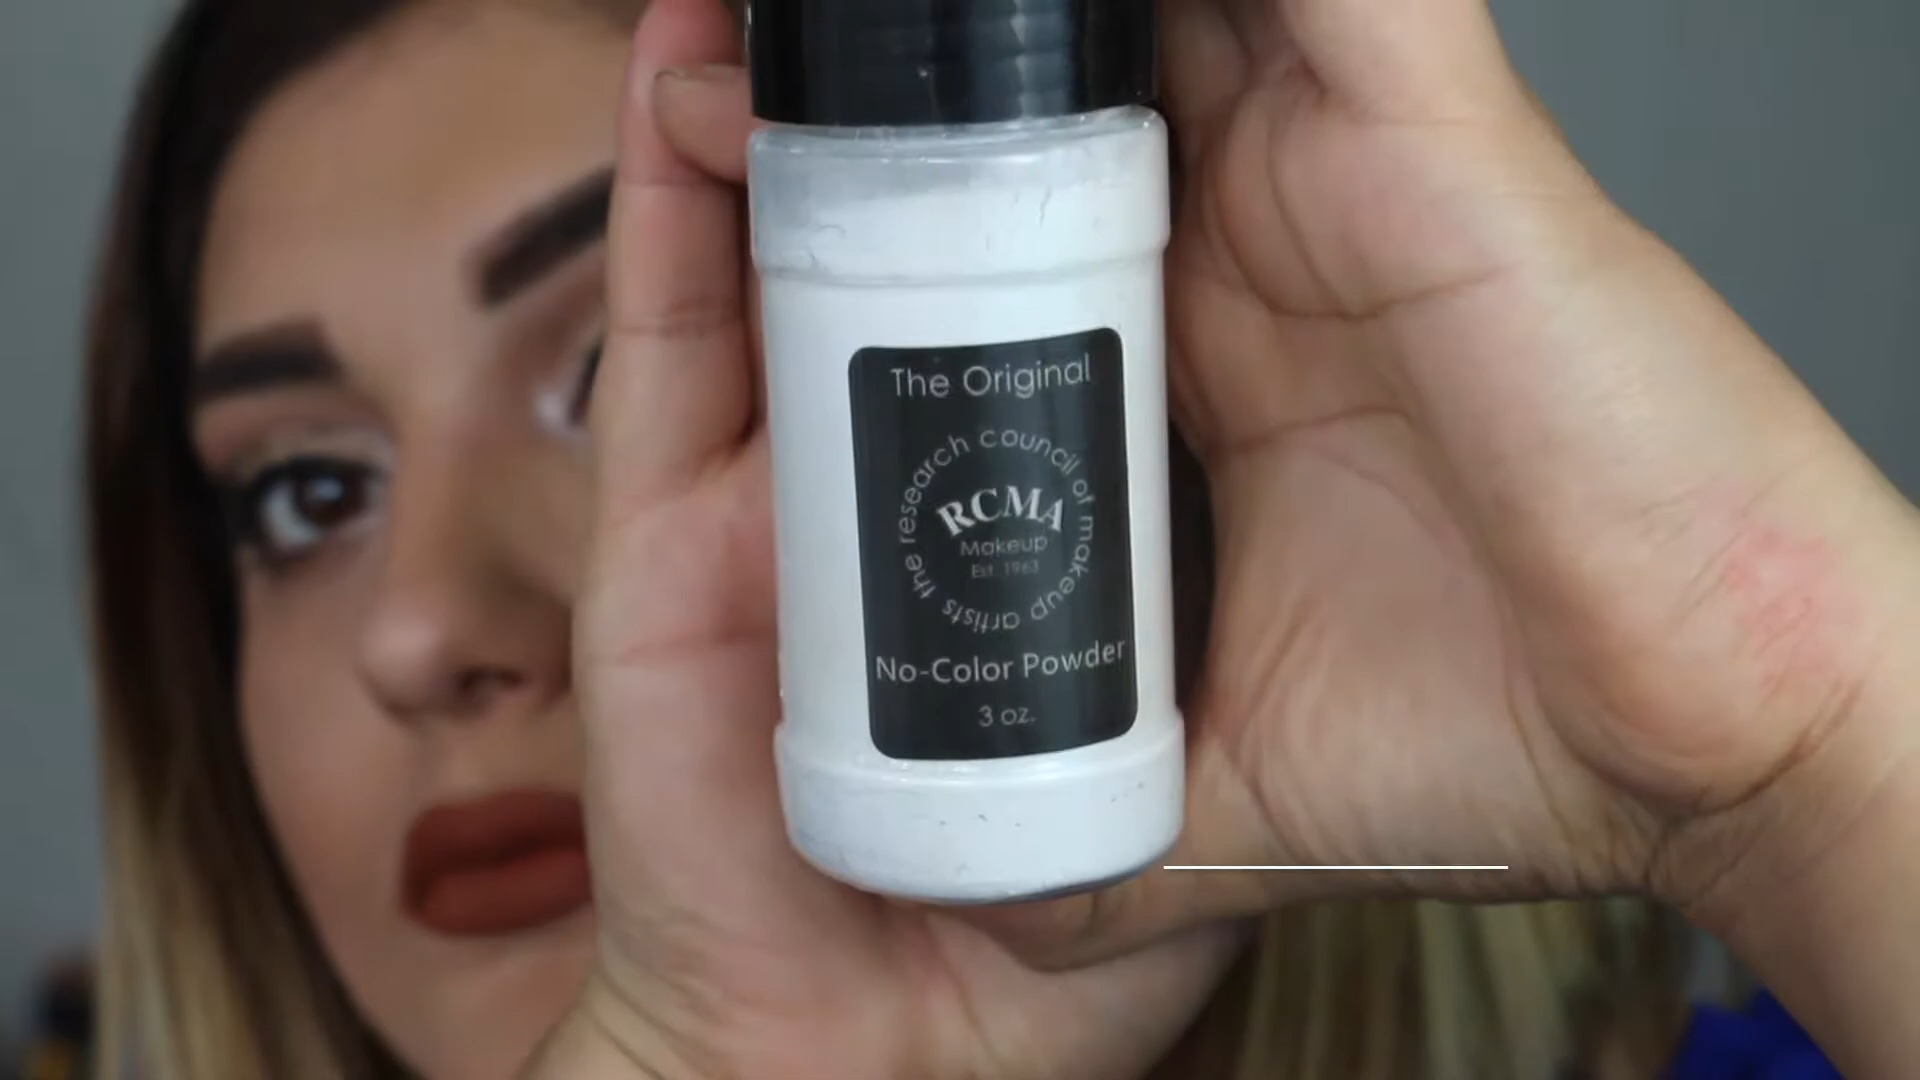 The Original
the research council of makeup artists
RCMA
Makeup
Est. 1963
No-Color Powder
3 oz.